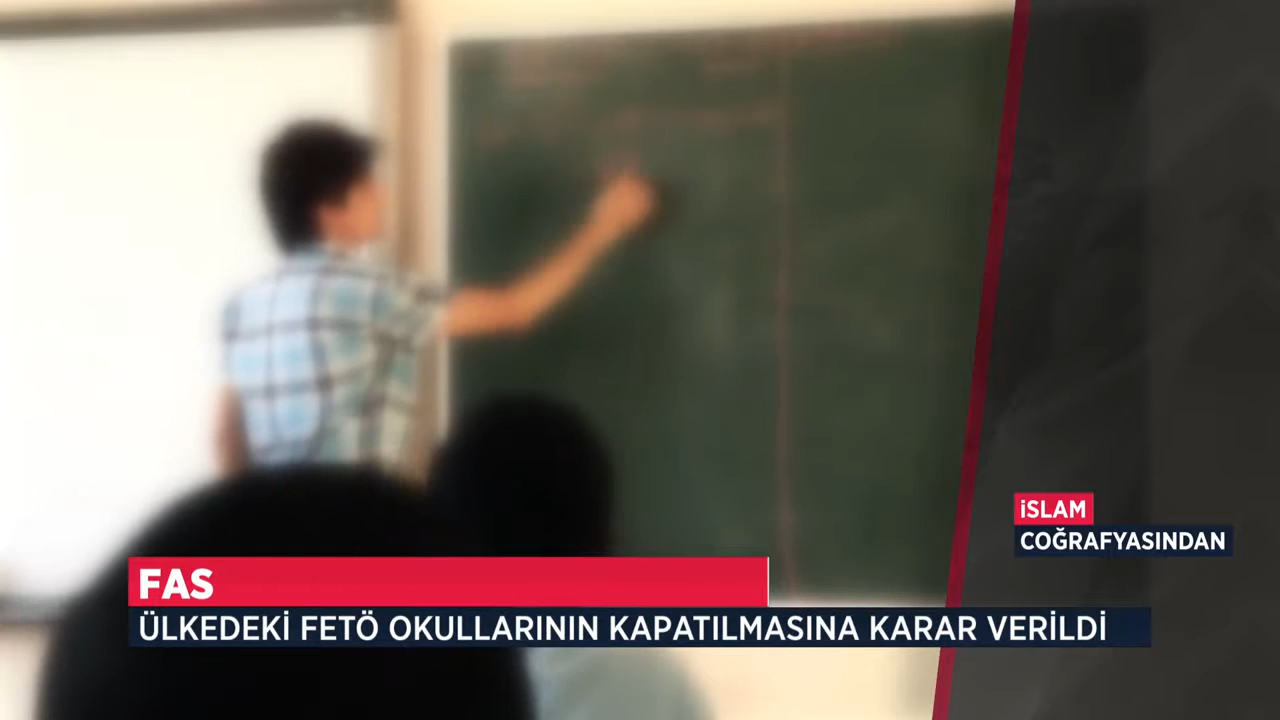 İSLAM
COĞRAFYASINDAN
FAS
ÜLKEDEKİ FETÖ OKULLARININ KAPATILMASINA KARAR VERİLDİ